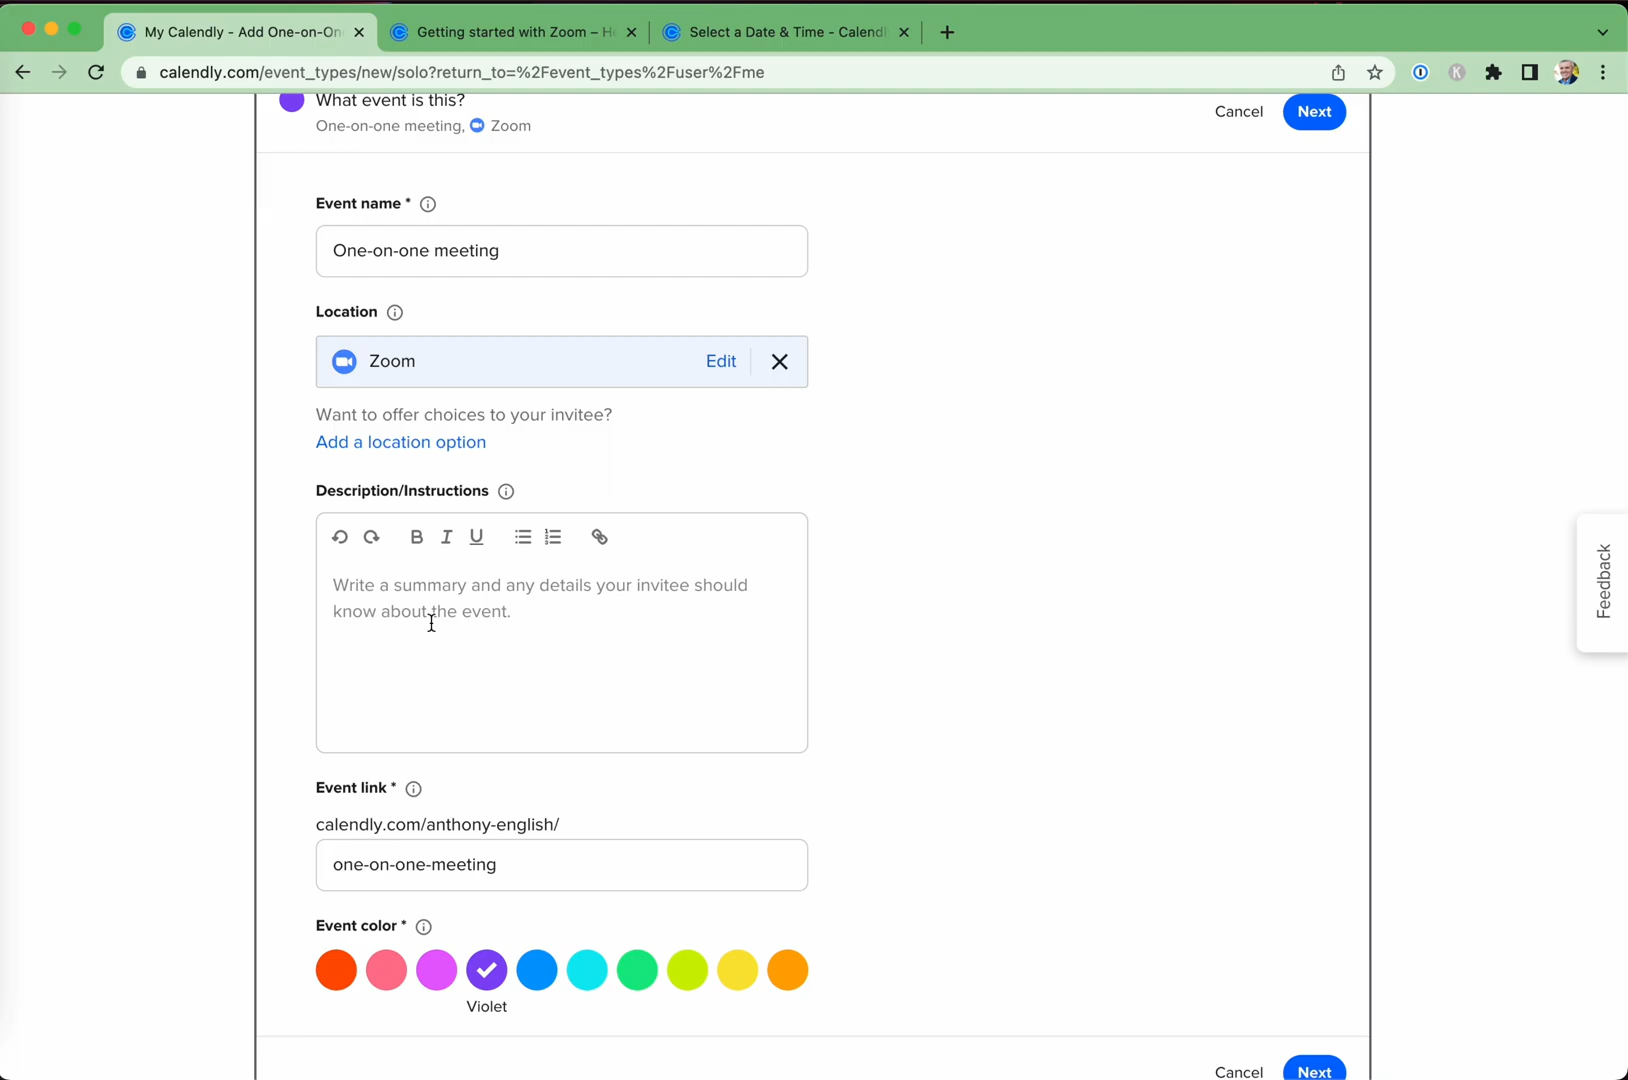 My Calendly - Add One-on-On
Getting started with Zoom – He
Select a Date & Time - Calendl
calendly.com/event_types/new/solo?return_to=%2Fevent_types%2Fuser%2Fme
What event is this?
One-on-one meeting, Zoom
Cancel
Next
Event name *
One-on-one meeting
Location
Zoom
Edit
Want to offer choices to your invitee?
Add a location option
Description/Instructions
B I U
Write a summary and any details your invitee should
know about the event.
Feedback
Event link *
calendly.com/anthony-english/
one-on-one-meeting
Event color *
Violet
Cancel
Next